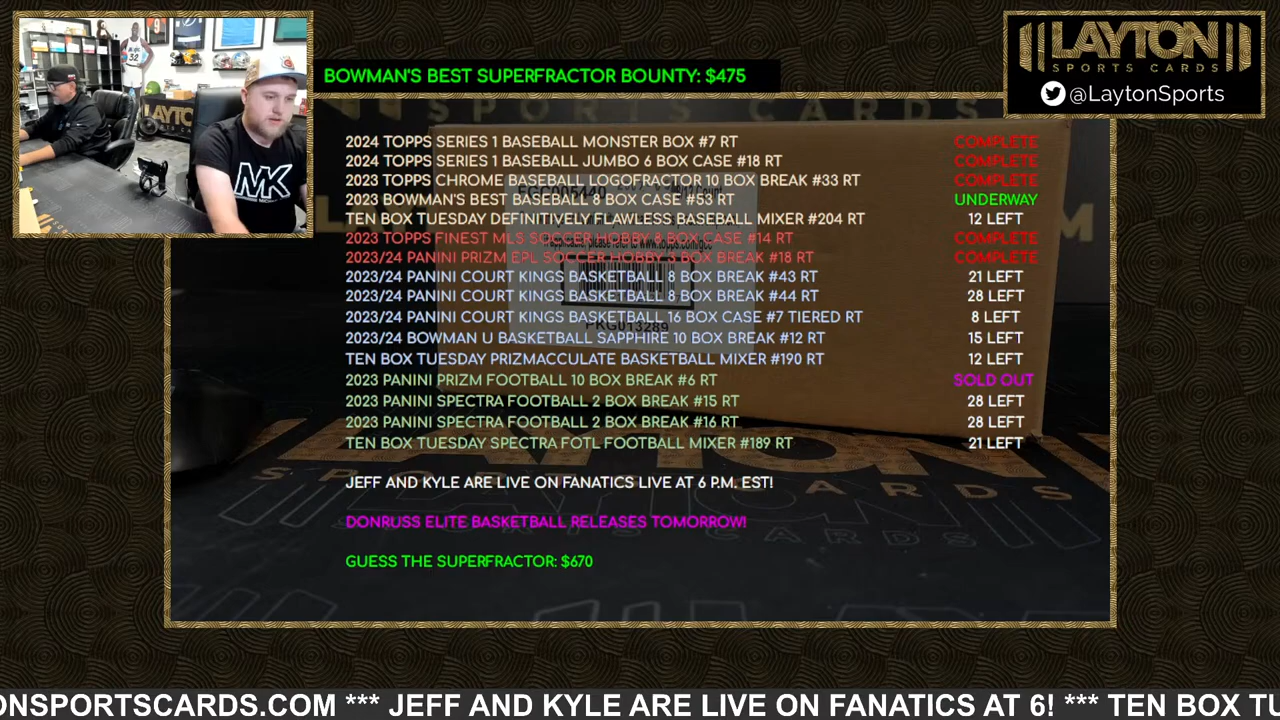 BOWMAN'S BEST SUPERFRACTOR BOUNTY: $475
LAYTON
SPORTS CARDS
@LaytonSports
2024 TOPPS SERIES 1 BASEBALL MONSTER BOX #7 RT COMPLETE
2024 TOPPS SERIES 1 BASEBALL JUMBO 6 BOX CASE #18 RT COMPLETE
2023 TOPPS CHROME BASEBALL LOGOFRACTOR 10 BOX BREAK #33 RT COMPLETE
2023 BOWMAN'S BEST BASEBALL 8 BOX CASE #53 RT UNDERWAY
TEN BOX TUESDAY DEFINITIVELY FLAWLESS BASEBALL MIXER #204 RT 12 LEFT
2023 TOPPS FINEST MLS SOCCER HOBBY 8 BOX CASE #14 RT COMPLETE
2023/24 PANINI PRIZM EPL SOCCER HOBBY 3 BOX BREAK #18 RT COMPLETE
2023/24 PANINI COURT KINGS BASKETBALL 8 BOX BREAK #43 RT 21 LEFT
2023/24 PANINI COURT KINGS BASKETBALL 8 BOX BREAK #44 RT 28 LEFT
2023/24 PANINI COURT KINGS BASKETBALL 16 BOX CASE #7 TIERED RT 8 LEFT
2023/24 BOWMAN U BASKETBALL SAPPHIRE 10 BOX BREAK #12 RT 15 LEFT
TEN BOX TUESDAY PRIZMACCULATE BASKETBALL MIXER #190 RT 12 LEFT
2023 PANINI PRIZM FOOTBALL 10 BOX BREAK #6 RT SOLD OUT
2023 PANINI SPECTRA FOOTBALL 2 BOX BREAK #15 RT 28 LEFT
2023 PANINI SPECTRA FOOTBALL 2 BOX BREAK #16 RT 28 LEFT
TEN BOX TUESDAY SPECTRA FOTL FOOTBALL MIXER #189 RT 21 LEFT
JEFF AND KYLE ARE LIVE ON FANATICS LIVE AT 6 P.M. EST!
DONRUSS ELITE BASKETBALL RELEASES TOMORROW!
GUESS THE SUPERFRACTOR: $670
PKG013289
MK
32
ONSPORTSCARDS.COM *** JEFF AND KYLE ARE LIVE ON FANATICS AT 6! *** TEN BOX TU